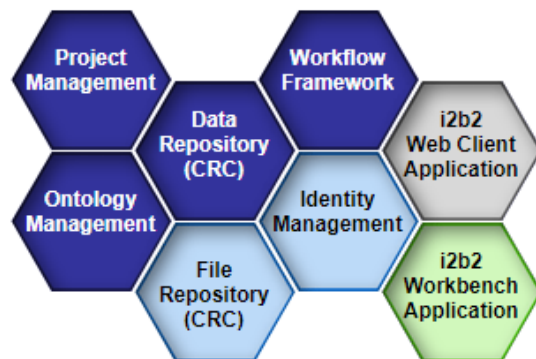 Project
Management
Workflow
Framework
Data
Repository
(CRC)
i2b2
Web Client
Application
Ontology
Management
Identity
Management
File
Repository
(CRC)
i2b2
Workbench
Application